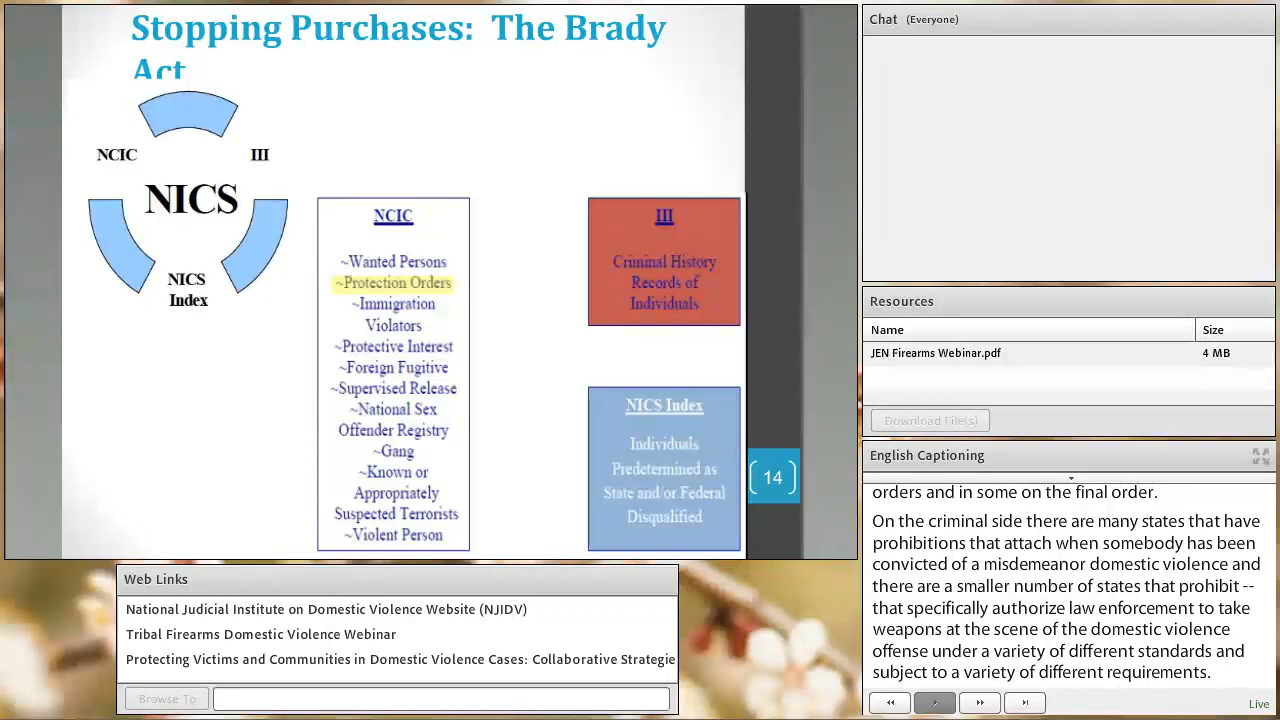 Stopping Purchases: The Brady
Act
NCIC
III
NICS
NICS
Index
NCIC
~Wanted Persons
~Protection Orders
~Immigration
Violators
~Protective Interest
~Foreign Fugitive
~Supervised Release
~National Sex
Offender Registry
~Gang
~Known or
Appropriately
Suspected Terrorists
~Violent Person
III
Criminal History
Records of
Individuals
NICS Index
Individuals
Predetermined as
State and/or Federal
Disqualified
14
Web Links
National Judicial Institute on Domestic Violence Website (NJIDV)
Tribal Firearms Domestic Violence Webinar
Protecting Victims and Communities in Domestic Violence Cases: Collaborative Strategie
Browse To
Chat (Everyone)
Resources
Name Size
JEN Firearms Webinar.pdf 4 MB
Download File(s)
English Captioning
orders and in some on the final order.
On the criminal side there are many states that have
prohibitions that attach when somebody has been
convicted of a misdemeanor domestic violence and
there are a smaller number of states that prohibit --
that specifically authorize law enforcement to take
weapons at the scene of the domestic violence
offense under a variety of different standards and
subject to a variety of different requirements.
Live